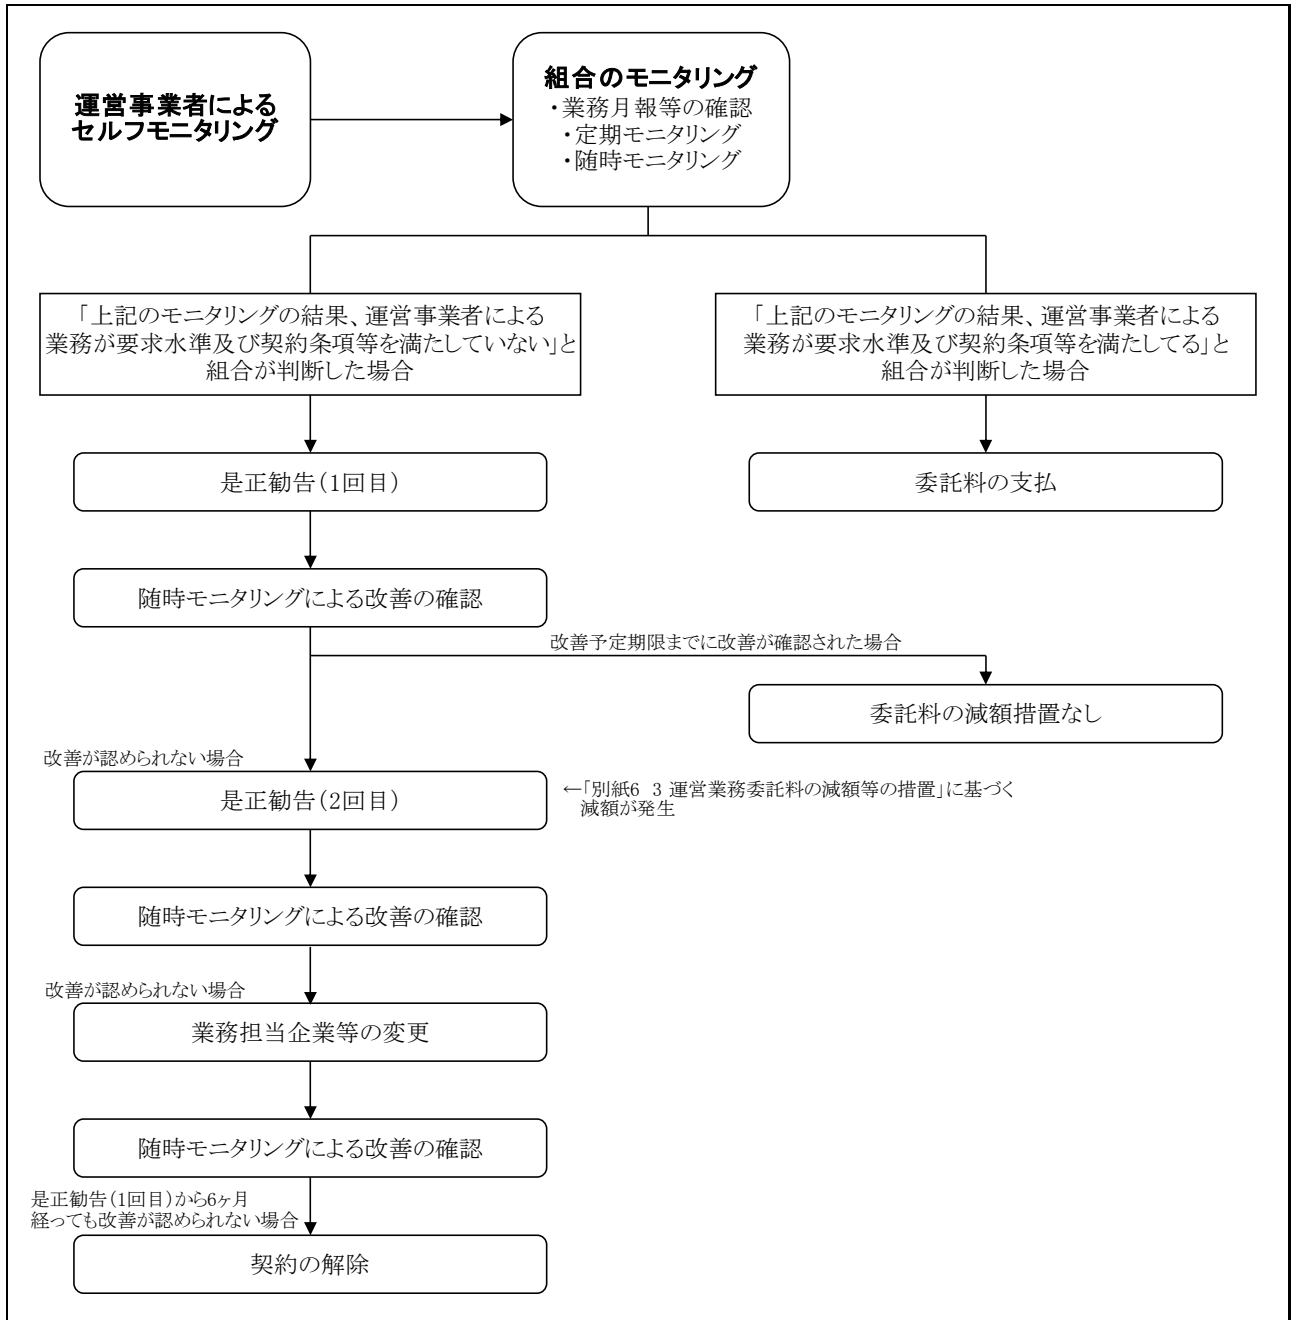 運営事業者による
セルフモニタリング
組合のモニタリング
・業務月報等の確認
・定期モニタリング
・随時モニタリング
「上記のモニタリングの結果、運営事業者による
業務が要求水準及び契約条項等を満たしていない」と
組合が判断した場合
「上記のモニタリングの結果、運営事業者による
業務が要求水準及び契約条項等を満たしてる」と
組合が判断した場合
是正勧告(1回目)
委託料の支払
随時モニタリングによる改善の確認
改善予定期限までに改善が確認された場合
委託料の減額措置なし
改善が認められない場合
是正勧告(2回目)
←「別紙6 3 運営業務委託料の減額等の措置」に基づく
減額が発生
随時モニタリングによる改善の確認
改善が認められない場合
業務担当企業等の変更
随時モニタリングによる改善の確認
是正勧告(1回目)から6ヶ月
経っても改善が認められない場合
契約の解除